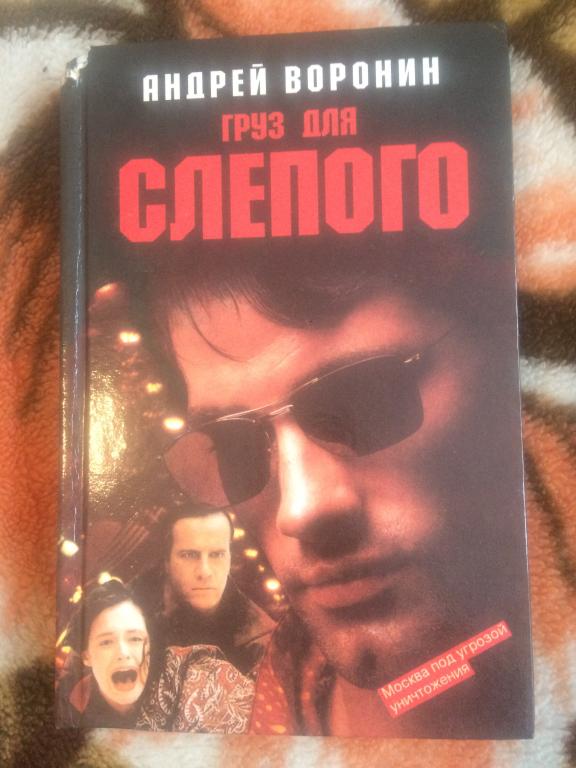 АНДРЕЙ ВОРОНИН
ГРУЗ ДЛЯ
СЛЕПОГО
Москва под угрозой
уничтожения